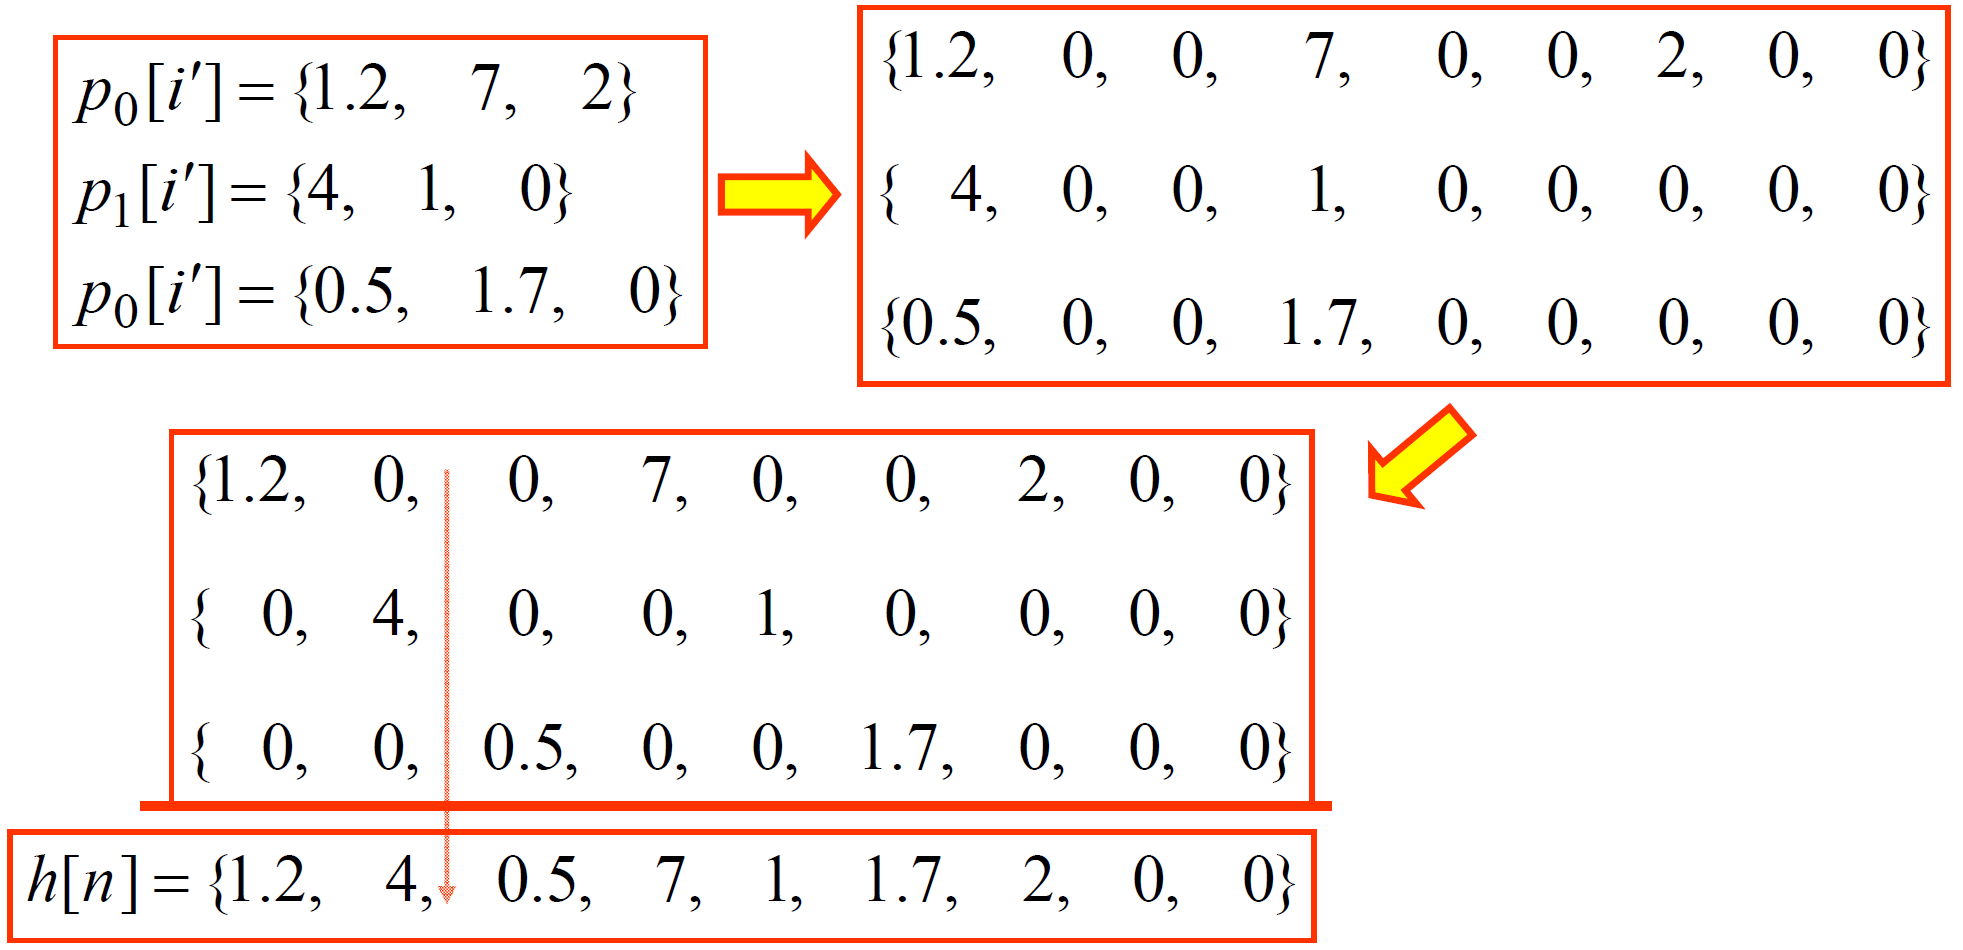 p₀[i′] = {1.2, 7, 2}
p₁[i′] = {4, 1, 0}
p₀[i′] = {0.5, 1.7, 0}
{1.2, 0, 0, 7, 0, 0, 2, 0, 0}
{ 4, 0, 0, 1, 0, 0, 0, 0, 0}
{0.5, 0, 0, 1.7, 0, 0, 0, 0, 0}
{1.2, 0, 0, 7, 0, 0, 2, 0, 0}
{ 0, 4, 0, 0, 1, 0, 0, 0, 0}
{ 0, 0, 0.5, 0, 0, 1.7, 0, 0, 0}
h[n] = {1.2, 4, 0.5, 7, 1, 1.7, 2, 0, 0}